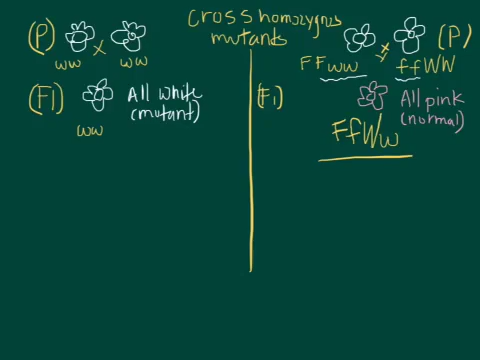 Cross homozygous
mutants
(P) x
ww ww
(F1) All white
(mutant)
ww
x (P)
FFww ffWW
(F1) All pink
(normal)
FfWw